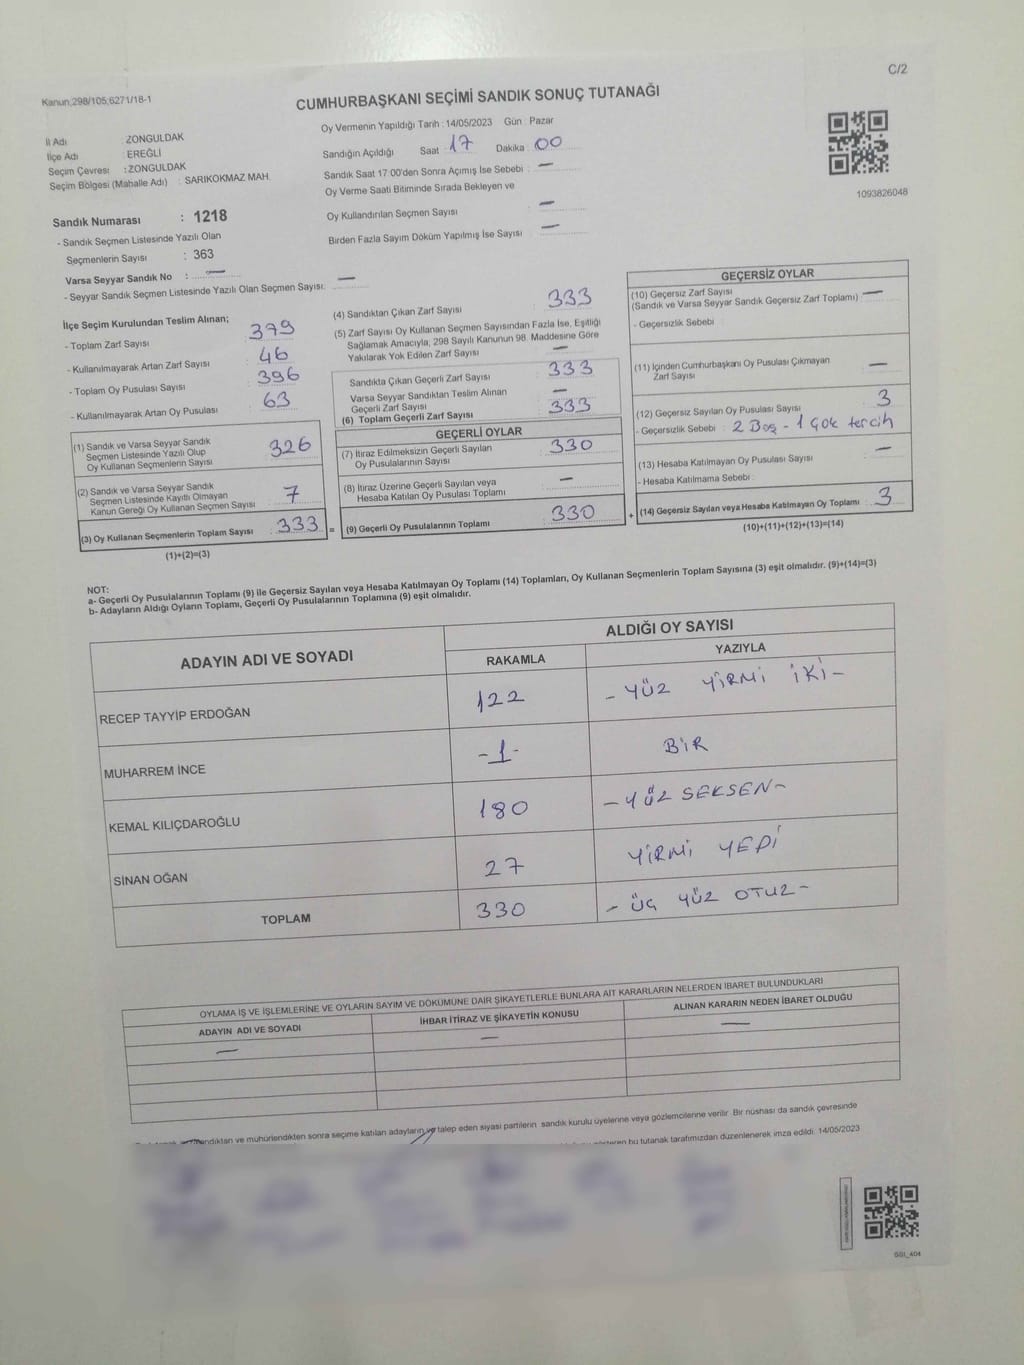 C/2
Kanun;298/105;6271/18-1
CUMHURBAŞKANI SEÇİMİ SANDIK SONUÇ TUTANAĞI
İl Adı : ZONGULDAK
İlçe Adı : EREĞLİ
Seçim Çevresi : ZONGULDAK
Seçim Bölgesi (Mahalle Adı) : SARIKOKMAZ MAH.
Oy Vermenin Yapıldığı Tarih : 14/05/2023 Gün : Pazar
Sandığın Açıldığı Saat : 17 Dakika : 00
Sandık Saat 17:00'den Sonra Açımış İse Sebebi : —
Oy Verme Saati Bitiminde Sırada Bekleyen ve
Oy Kullandırılan Seçmen Sayısı : —
Birden Fazla Sayım Döküm Yapılmış İse Sayısı : —
1093826048
Sandık Numarası : 1218
- Sandık Seçmen Listesinde Yazılı Olan
Seçmenlerin Sayısı : 363
Varsa Seyyar Sandık No : —
- Seyyar Sandık Seçmen Listesinde Yazılı Olan Seçmen Sayısı: —
İlçe Seçim Kurulundan Teslim Alınan;
- Toplam Zarf Sayısı : 379
- Kullanılmayarak Artan Zarf Sayısı : 46
- Toplam Oy Pusulası Sayısı : 396
- Kullanılmayarak Artan Oy Pusulası : 63
(1) Sandık ve Varsa Seyyar Sandık
Seçmen Listesinde Yazılı Olup
Oy Kullanan Seçmenlerin Sayısı : 326
(2) Sandık ve Varsa Seyyar Sandık
Seçmen Listesinde Kayıtlı Olmayan
Kanun Gereği Oy Kullanan Seçmen Sayısı : 7
(3) Oy Kullanan Seçmenlerin Toplam Sayısı : 333 =
(1)+(2)=(3)
(4) Sandıktan Çıkan Zarf Sayısı : 333
(5) Zarf Sayısı Oy Kullanan Seçmen Sayısından Fazla İse, Eşitliği
Sağlamak Amacıyla; 298 Sayılı Kanunun 98. Maddesine Göre
Yakılarak Yok Edilen Zarf Sayısı : —
Sandıkta Çıkan Geçerli Zarf Sayısı : 333
Varsa Seyyar Sandıktan Teslim Alınan
Geçerli Zarf Sayısı : —
(6) Toplam Geçerli Zarf Sayısı : 333
GEÇERLİ OYLAR
(7) İtiraz Edilmeksizin Geçerli Sayılan
Oy Pusulalarının Sayısı : 330
(8) İtiraz Üzerine Geçerli Sayılan veya
Hesaba Katılan Oy Pusulası Toplamı : —
(9) Geçerli Oy Pusulalarının Toplamı : 330 +
GEÇERSİZ OYLAR
(10) Geçersiz Zarf Sayısı : —
(Sandık ve Varsa Seyyar Sandık Geçersiz Zarf Toplamı)
- Geçersizlik Sebebi :
(11) İçinden Cumhurbaşkanı Oy Pusulası Çıkmayan
Zarf Sayısı : —
(12) Geçersiz Sayılan Oy Pusulası Sayısı : 3
- Geçersizlik Sebebi : 2 Boş - 1 Çok tercih
(13) Hesaba Katılmayan Oy Pusulası Sayısı : —
- Hesaba Katılmama Sebebi :
(14) Geçersiz Sayılan veya Hesaba Katılmayan Oy Toplamı : 3
(10)+(11)+(12)+(13)=(14)
NOT:
a- Geçerli Oy Pusulalarının Toplamı (9) ile Geçersiz Sayılan veya Hesaba Katılmayan Oy Toplamı (14) Toplamları, Oy Kullanan Seçmenlerin Toplam Sayısına (3) eşit olmalıdır. (9)+(14)=(3)
b- Adayların Aldığı Oyların Toplamı, Geçerli Oy Pusulalarının Toplamına (9) eşit olmalıdır.
ADAYIN ADI VE SOYADI ALDIĞI OY SAYISI
RAKAMLA YAZIYLA
RECEP TAYYİP ERDOĞAN 122 - YÜZ YİRMİ İKİ -
MUHARREM İNCE -1- BİR
KEMAL KILIÇDAROĞLU 180 - YÜZ SEKSEN -
SİNAN OĞAN 27 YİRMİ YEDİ
TOPLAM 330 - ÜÇ YÜZ OTUZ -
OYLAMA İŞ VE İŞLEMLERİNE VE OYLARIN SAYIM VE DÖKÜMÜNE DAİR ŞİKAYETLERLE BUNLARA AİT KARARLARIN NELERDEN İBARET BULUNDUKLARI
ADAYIN ADI VE SOYADI İHBAR İTİRAZ VE ŞİKAYETİN KONUSU ALINAN KARARIN NEDEN İBARET OLDUĞU
— — —
ve mühürlendikten sonra seçime katılan adayların ve talep eden siyasi partilerin sandık kurulu üyelerine veya gözlemcilerine verilir. Bir nüshası da sandık çevresinde
bu tutanak tarafımızdan düzenlenerek imza edildi. 14/05/2023